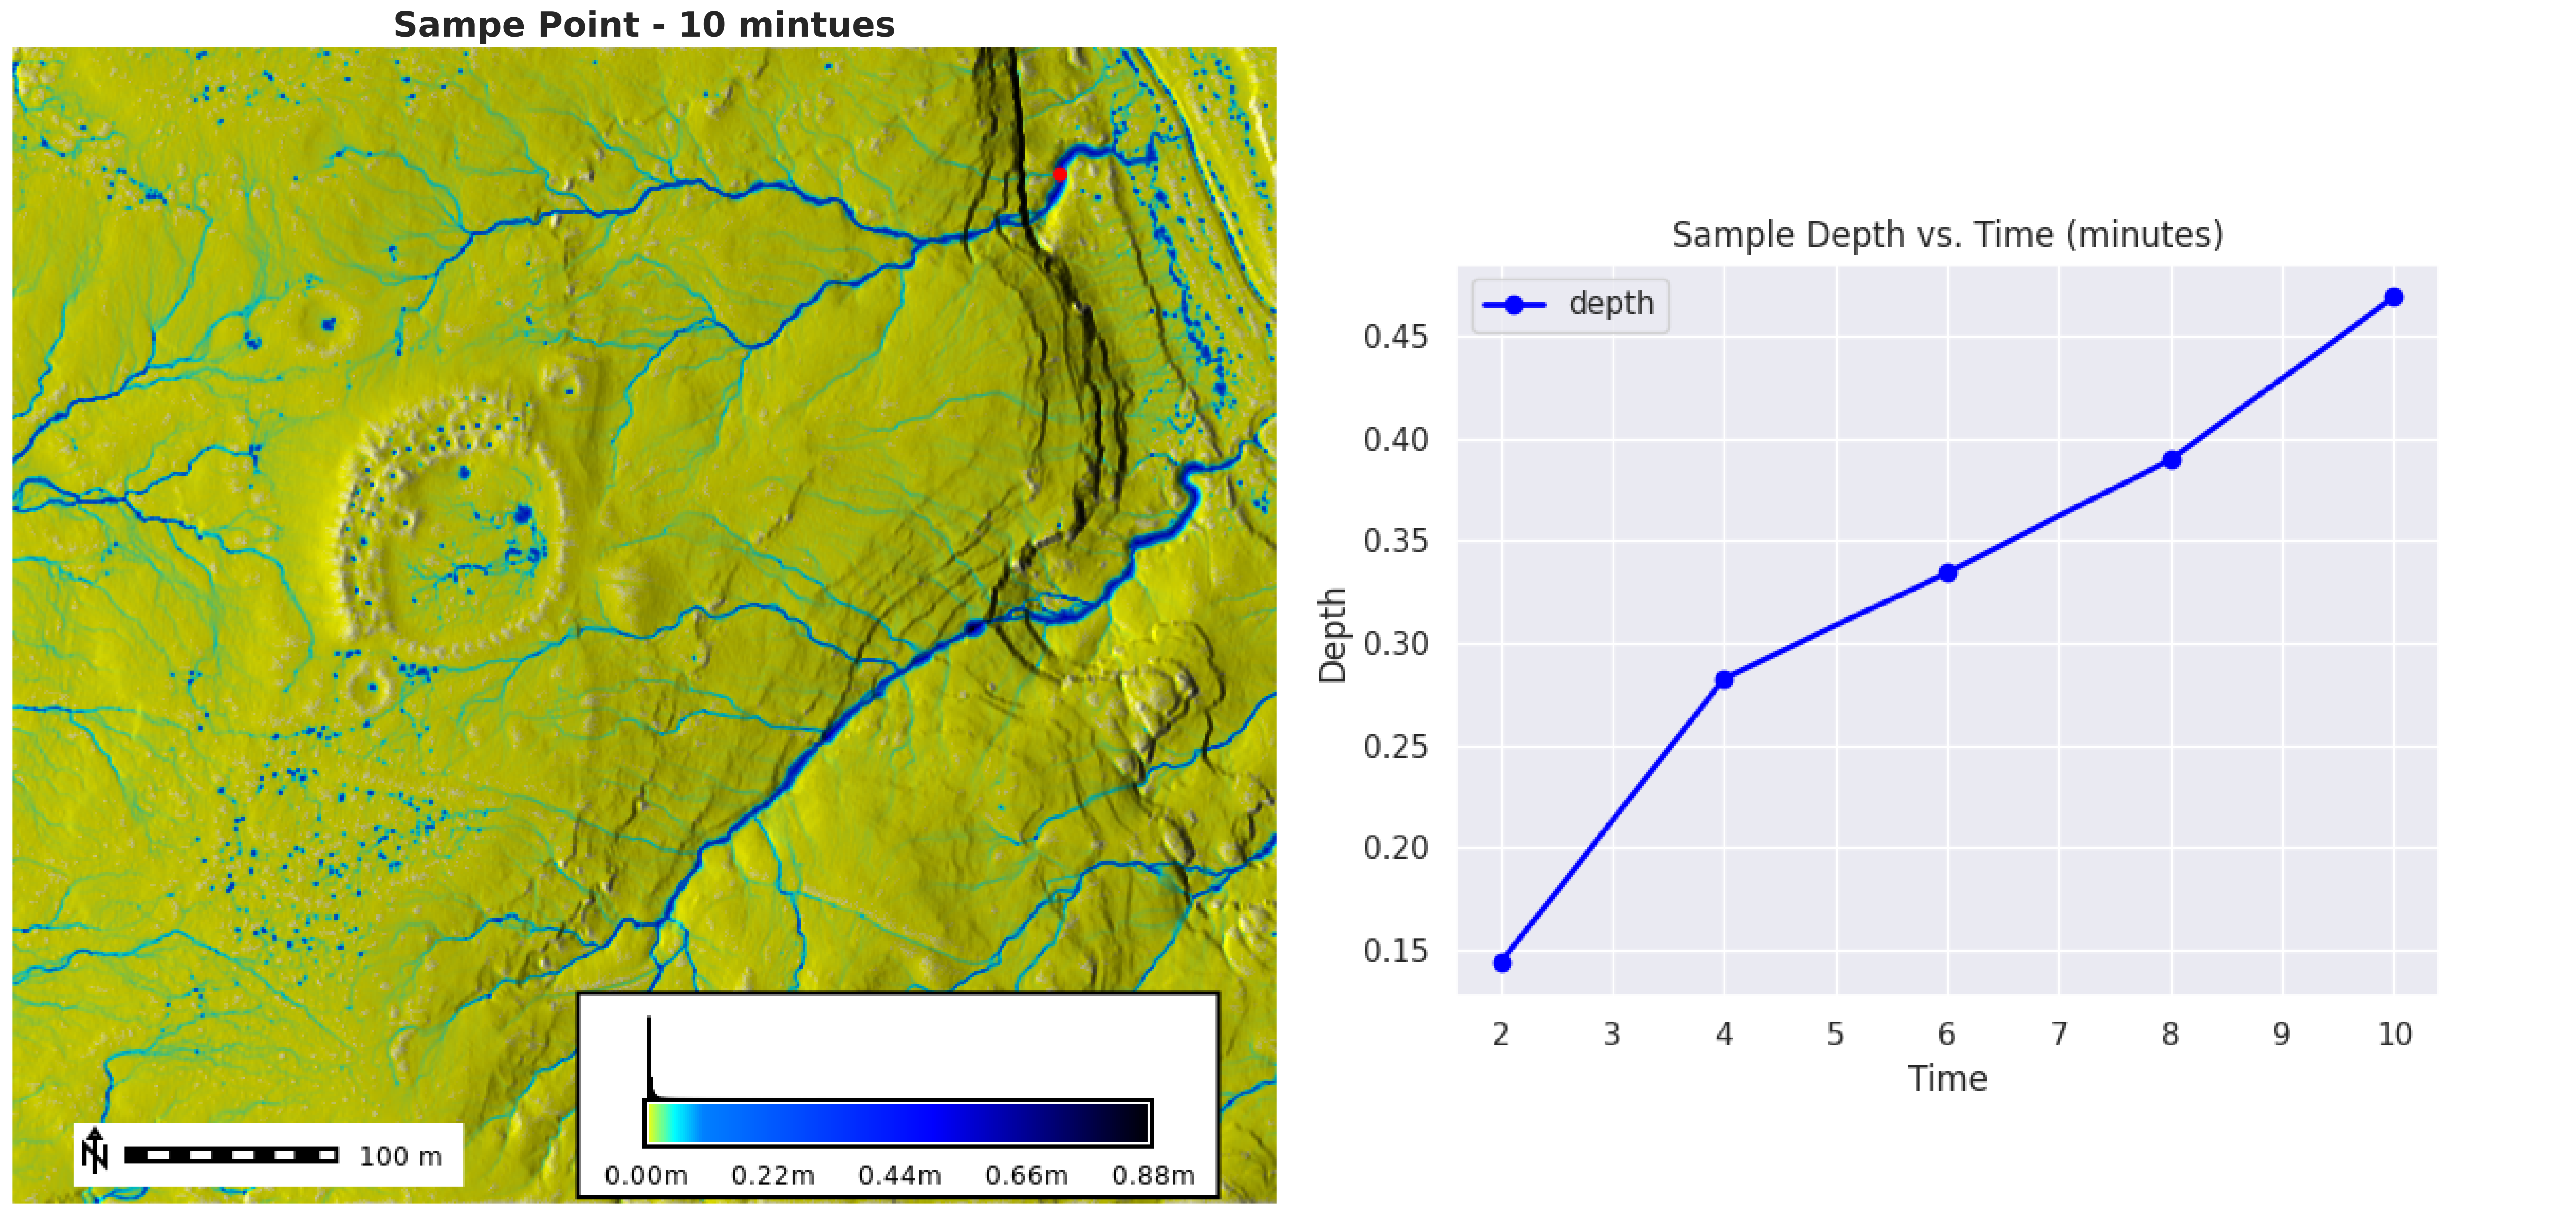 Sampe Point - 10 mintues
N
100 m
0.00m 0.22m 0.44m 0.66m 0.88m
Sample Depth vs. Time (minutes)
depth
Depth
0.45
0.40
0.35
0.30
0.25
0.20
0.15
2 3 4 5 6 7 8 9 10
Time